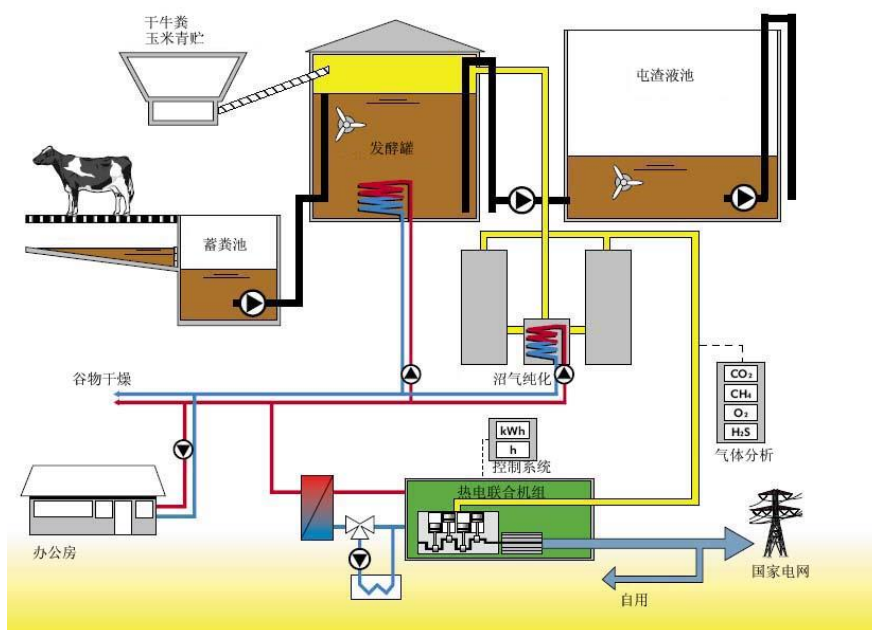 干牛粪
玉米青贮
发酵罐
屯渣液池
蓄粪池
谷物干燥
沼气纯化
CO₂
CH₄
O₂
H₂S
气体分析
kWh
h
控制系统
热电联合机组
办公房
国家电网
自用